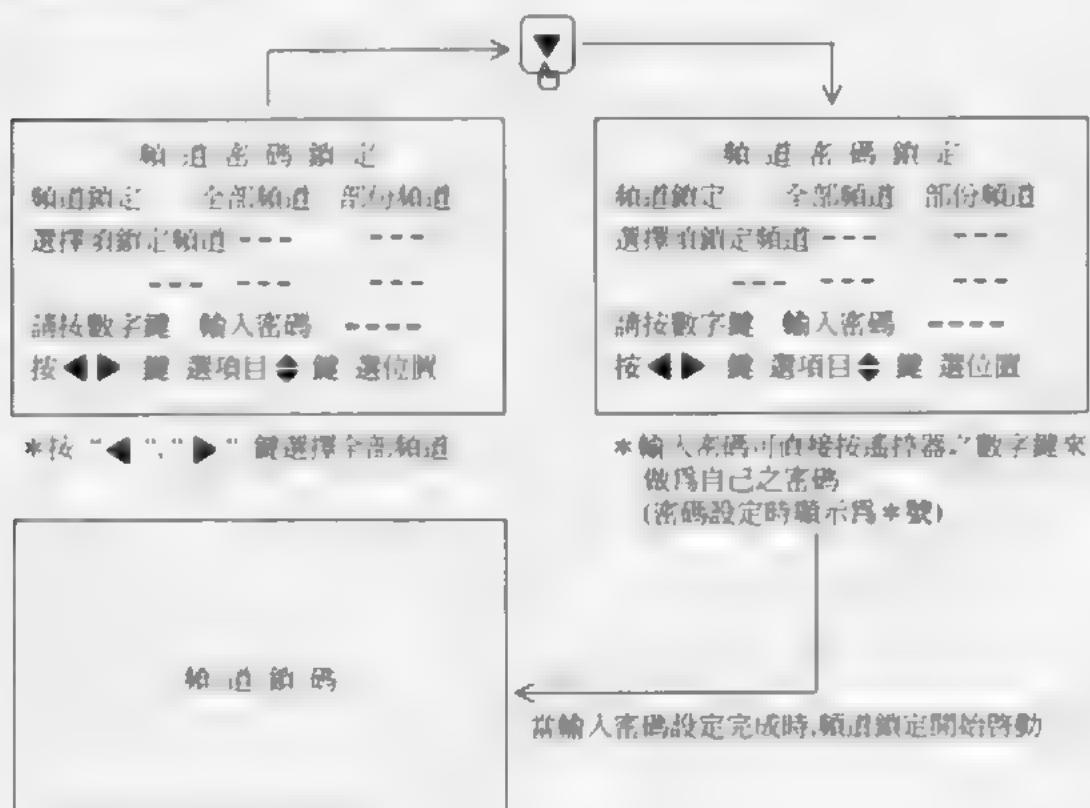 頻道密碼鎖定
頻道鎖定 全部頻道 部份頻道
選擇項鎖定頻道 --- ---
--- --- ---
請按數字鍵 輸入密碼 ----
按◀▶ 鍵 選項目 鍵 選位置
*按 "◀","▶" 鍵選擇全部頻道
頻道密碼鎖定
頻道鎖定 全部頻道 部份頻道
選擇項鎖定頻道 --- ---
--- --- ---
請按數字鍵 輸入密碼 ----
按◀▶ 鍵 選項目 鍵 選位置
*輸入密碼可直接按遙控器之數字鍵來
做爲自己之密碼
(密碼設定時顯示爲*號)
頻道鎖碼
當輸入密碼設定完成時,頻道鎖定開始啓動